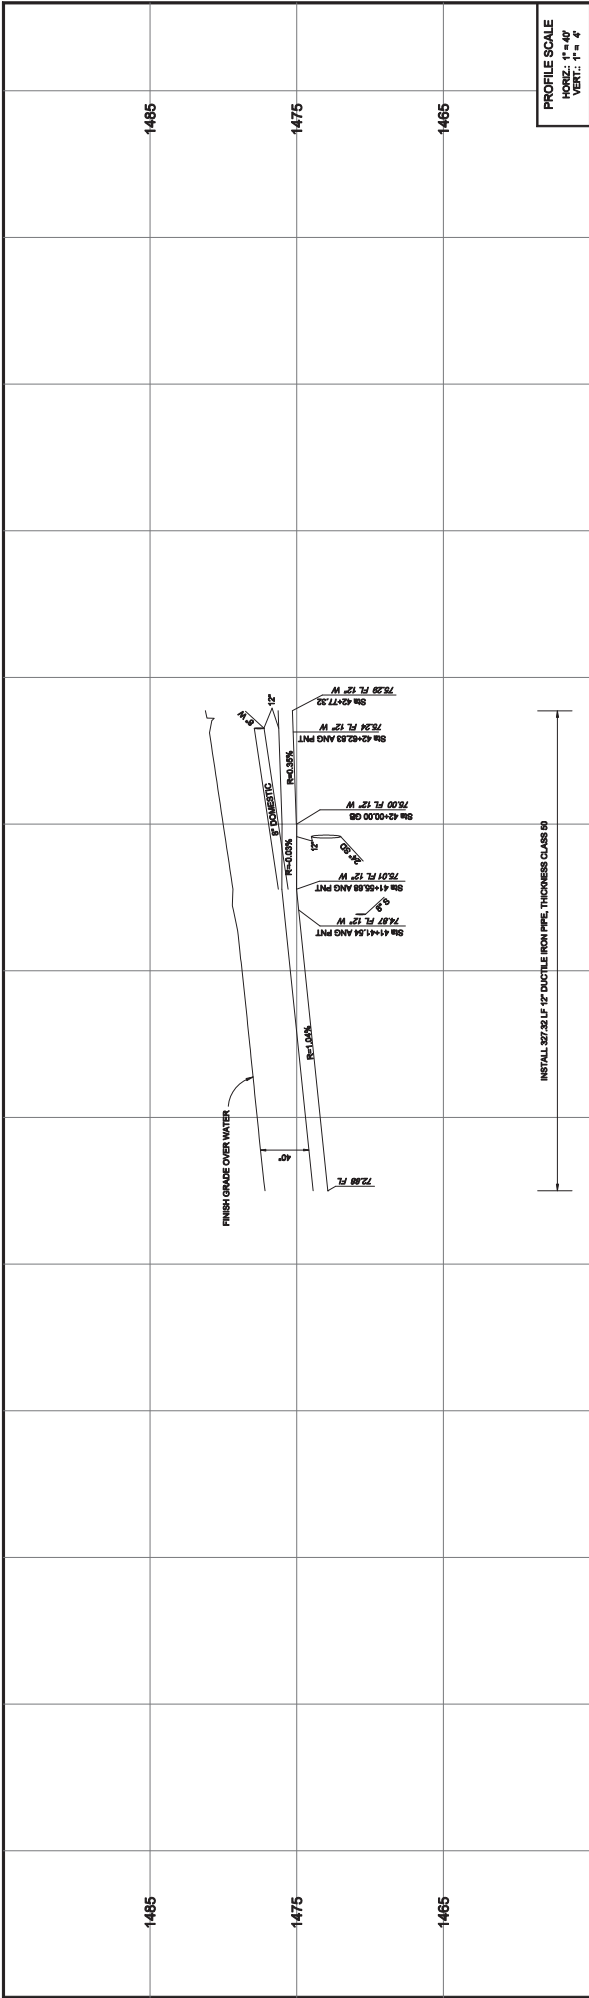 PROFILE SCALE
HORIZ.: 1" = 40'
VERT.: 1" = 4'
1485
1485
1475
1475
1465
1465
FINISH GRADE OVER WATER
40"
72.88 FL
R=1.04%
Sta 41+41.54 ANG PNT
74.87 FL 12" W
6" S
Sta 41+55.68 ANG PNT
75.01 FL 12" W
R=-0.03%
6" DOMESTIC
12"
24" SD
Sta 42+00.00 GB
75.00 FL 12" W
R=0.35%
8" W
12"
Sta 42+62.63 ANG PNT
75.24 FL 12" W
Sta 42+77.32
75.29 FL 12" W
INSTALL 327.32 LF 12" DUCTILE IRON PIPE, THICKNESS CLASS 50